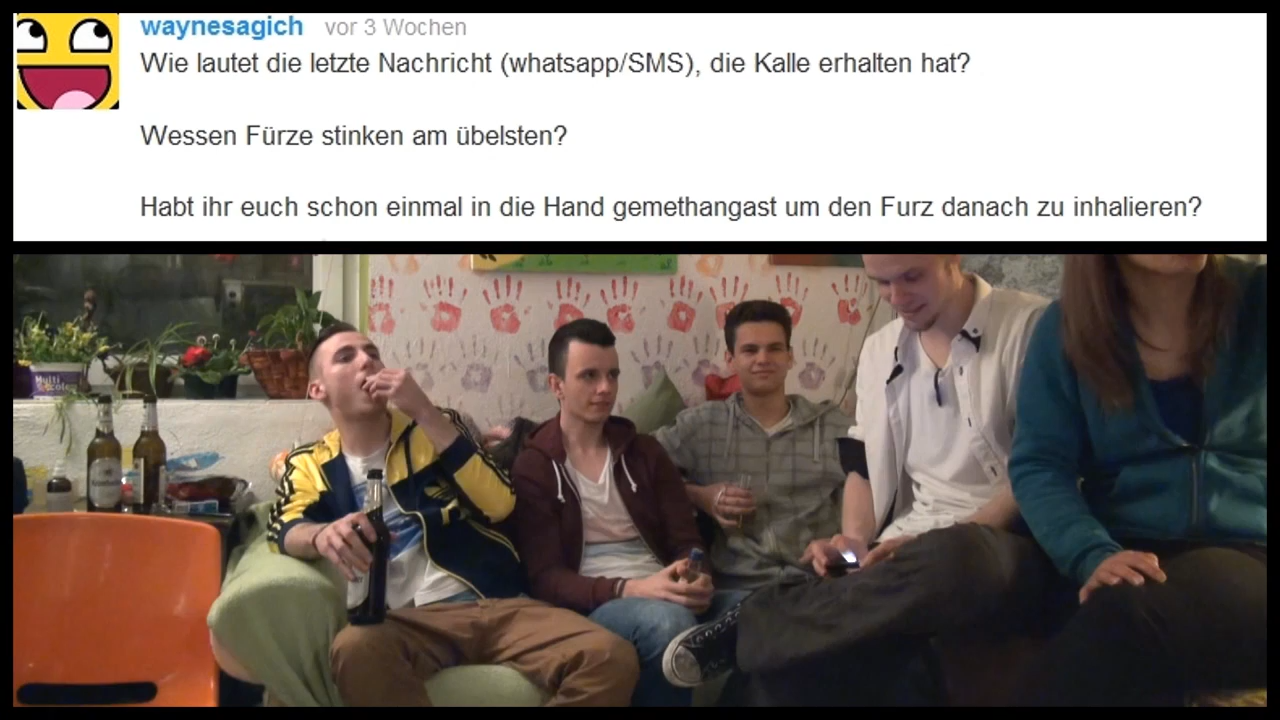 waynesagich vor 3 Wochen
Wie lautet die letzte Nachricht (whatsapp/SMS), die Kalle erhalten hat?
Wessen Fürze stinken am übelsten?
Habt ihr euch schon einmal in die Hand gemethangast um den Furz danach zu inhalieren?
Multi